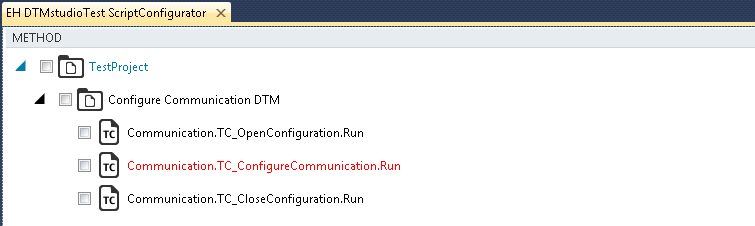 EH DTMstudioTest ScriptConfigurator
METHOD
TestProject
Configure Communication DTM
TC Communication.TC_OpenConfiguration.Run
TC Communication.TC_ConfigureCommunication.Run
TC Communication.TC_CloseConfiguration.Run